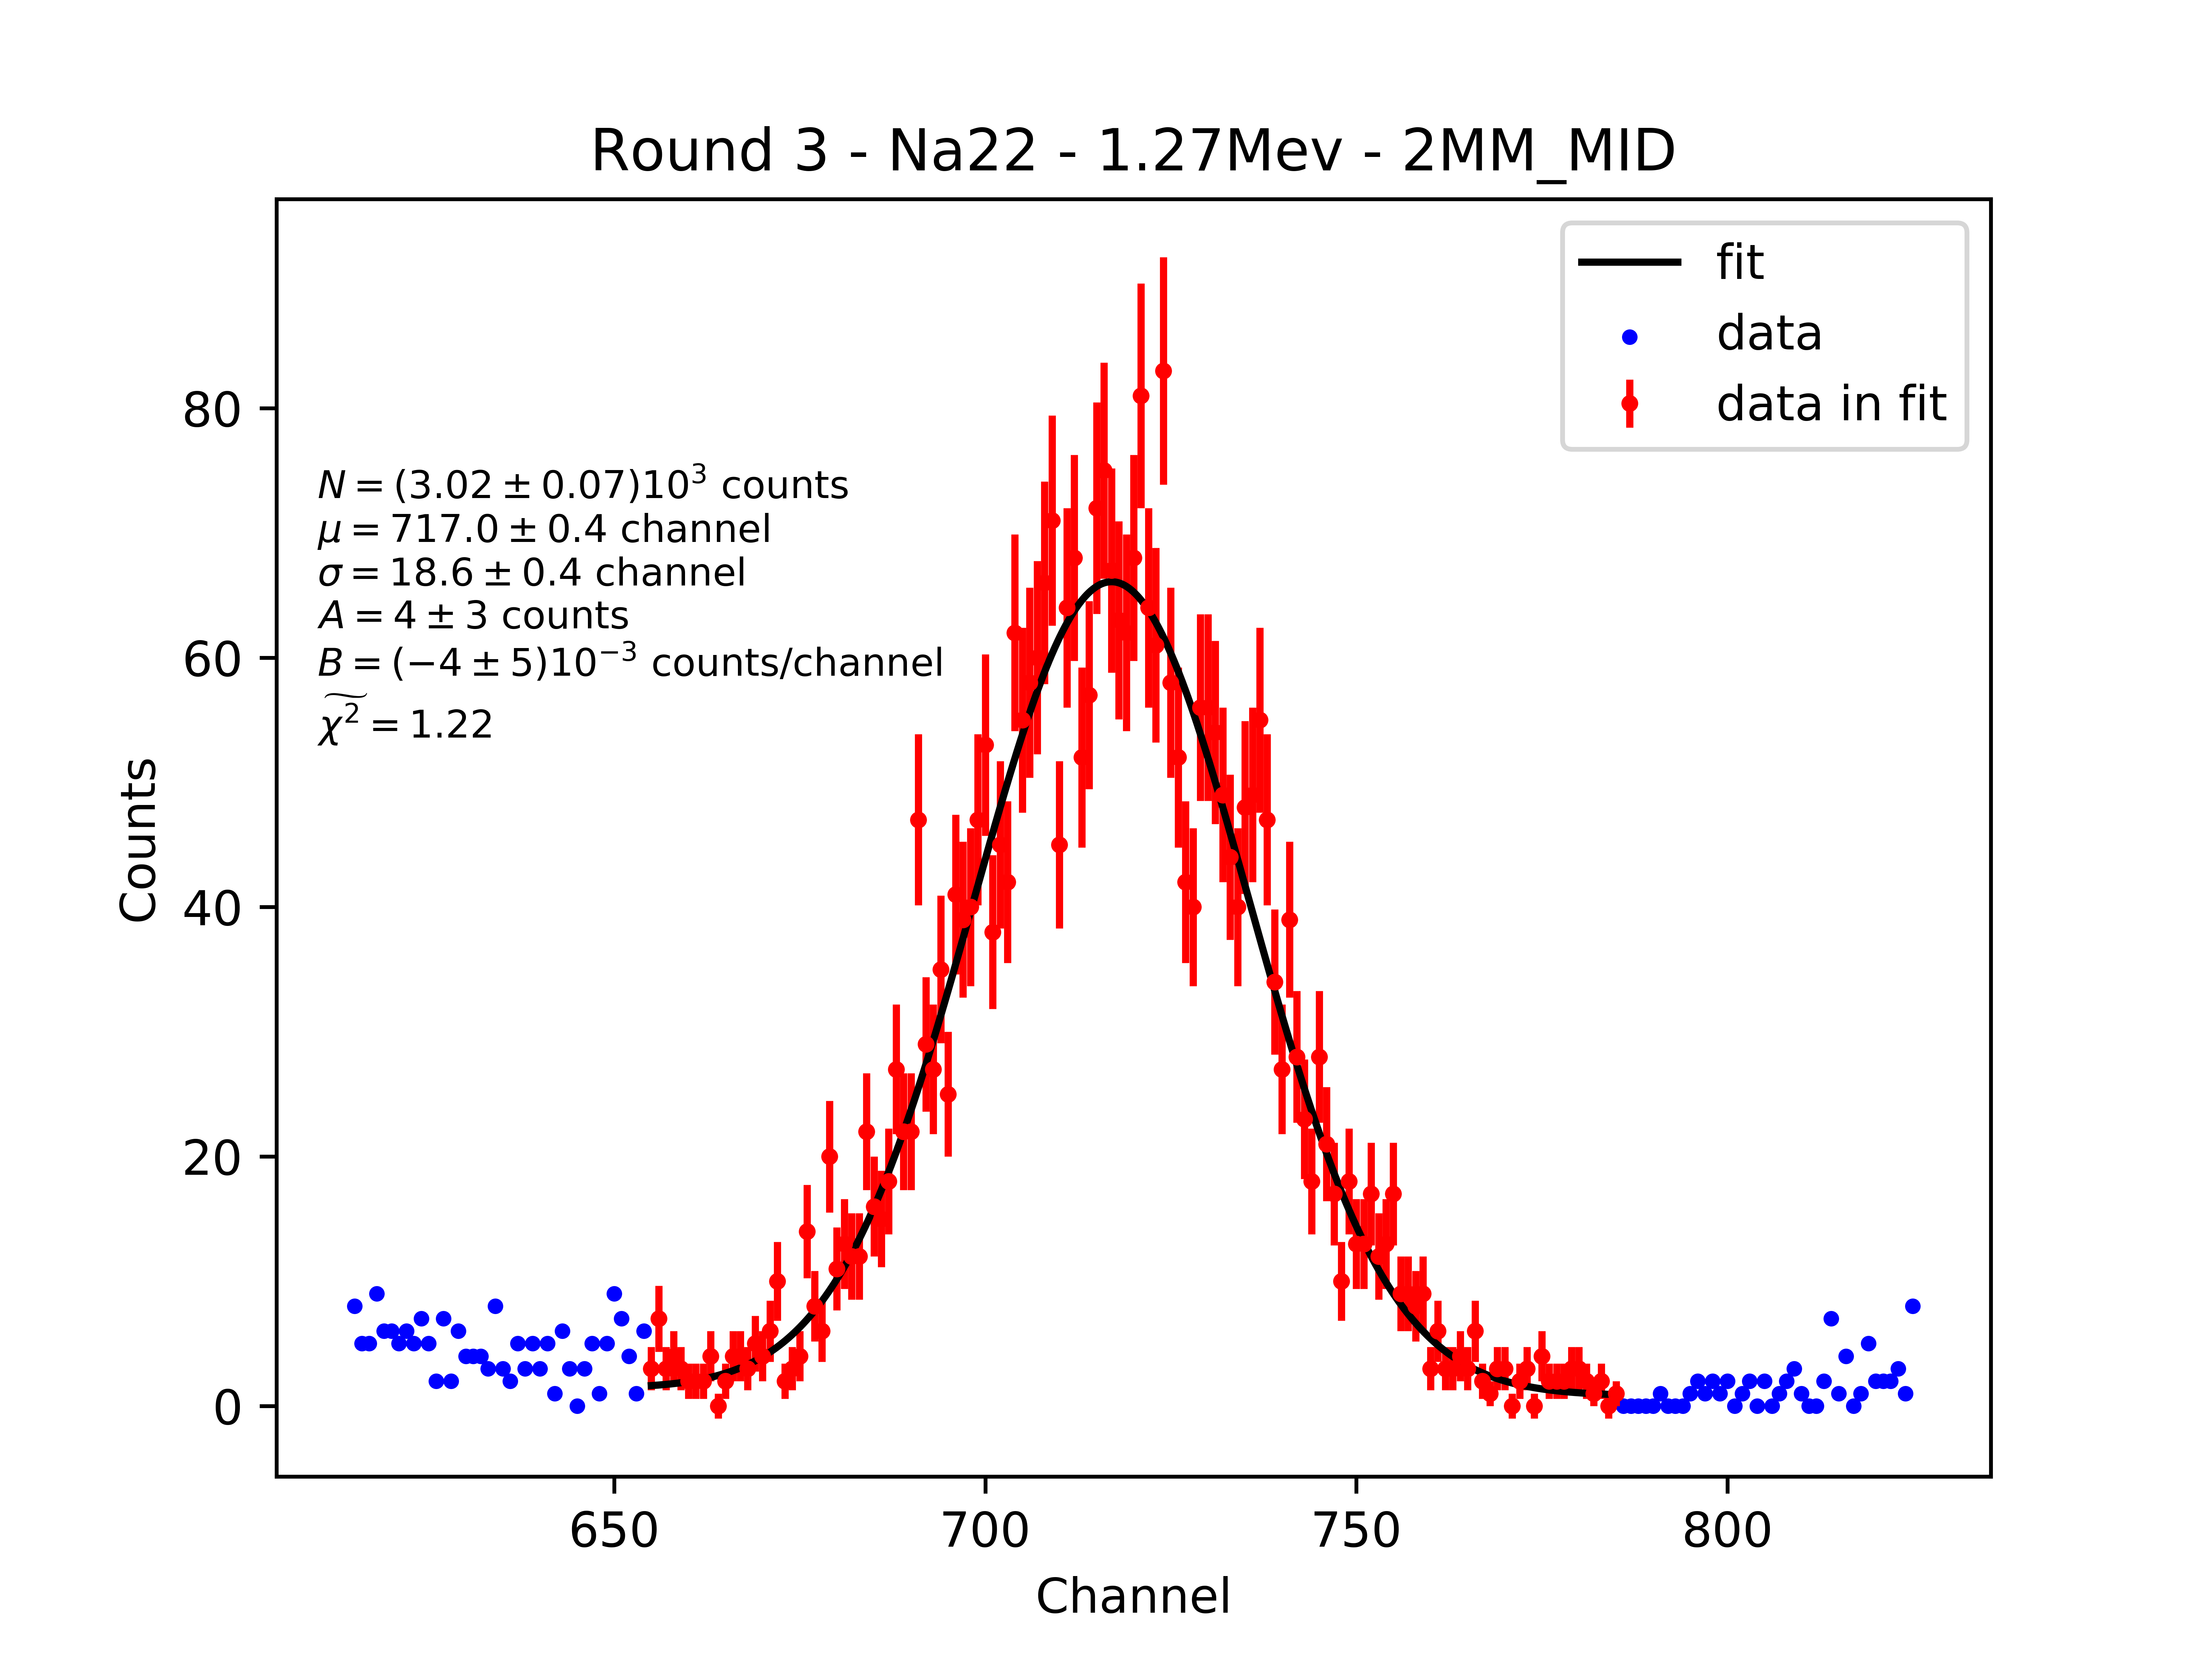 Round 3 - Na22 - 1.27Mev - 2MM_MID
fit
data
data in fit
N = (3.02 ± 0.07)10³ counts
μ = 717.0 ± 0.4 channel
σ = 18.6 ± 0.4 channel
A = 4 ± 3 counts
B = (−4 ± 5)10⁻³ counts/channel
χ̃² = 1.22
Counts
80
60
40
20
0
650 700 750 800
Channel